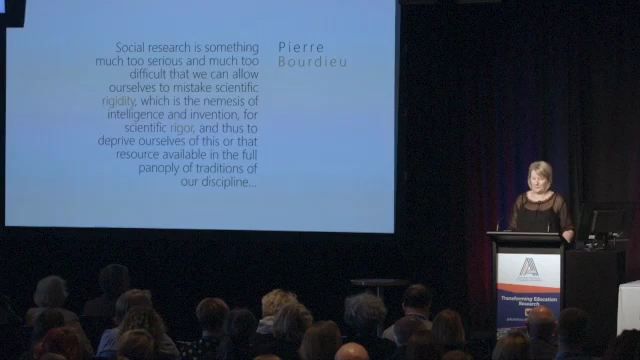 Social research is something
much too serious and much too
difficult that we can allow
ourselves to mistake scientific
rigidity, which is the nemesis of
intelligence and invention, for
scientific rigor, and thus to
deprive ourselves of this or that
resource available in the full
panoply of traditions of
our discipline...
Pierre
Bourdieu
Transforming Education
Research